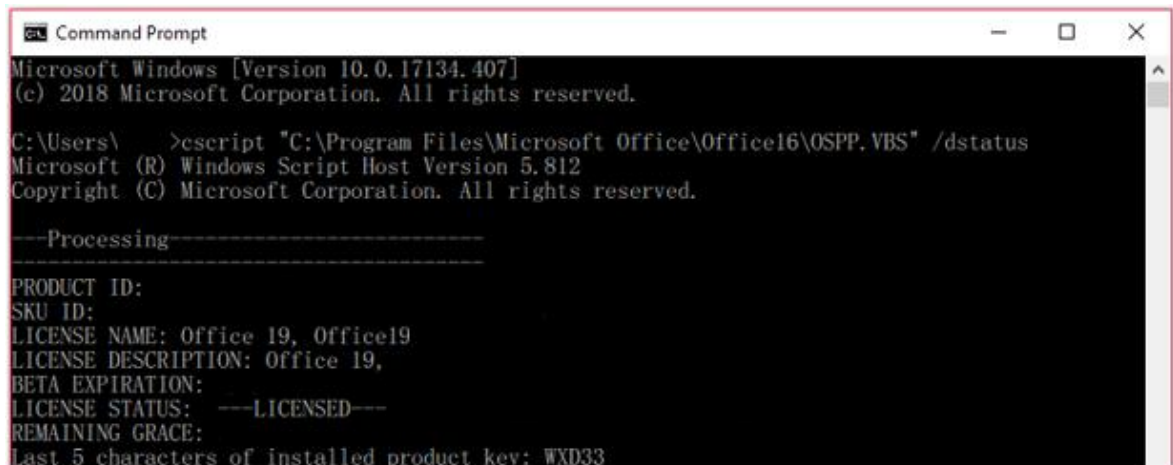 Command Prompt
Microsoft Windows [Version 10.0.17134.407]
(c) 2018 Microsoft Corporation. All rights reserved.
C:\Users\    >cscript "C:\Program Files\Microsoft Office\Office16\OSPP.VBS" /dstatus
Microsoft (R) Windows Script Host Version 5.812
Copyright (C) Microsoft Corporation. All rights reserved.
---Processing--------------------------
---------------------------------------
PRODUCT ID:
SKU ID:
LICENSE NAME: Office 19, Office19
LICENSE DESCRIPTION: Office 19,
BETA EXPIRATION:
LICENSE STATUS:  ---LICENSED---
REMAINING GRACE:
Last 5 characters of installed product key: WXD33